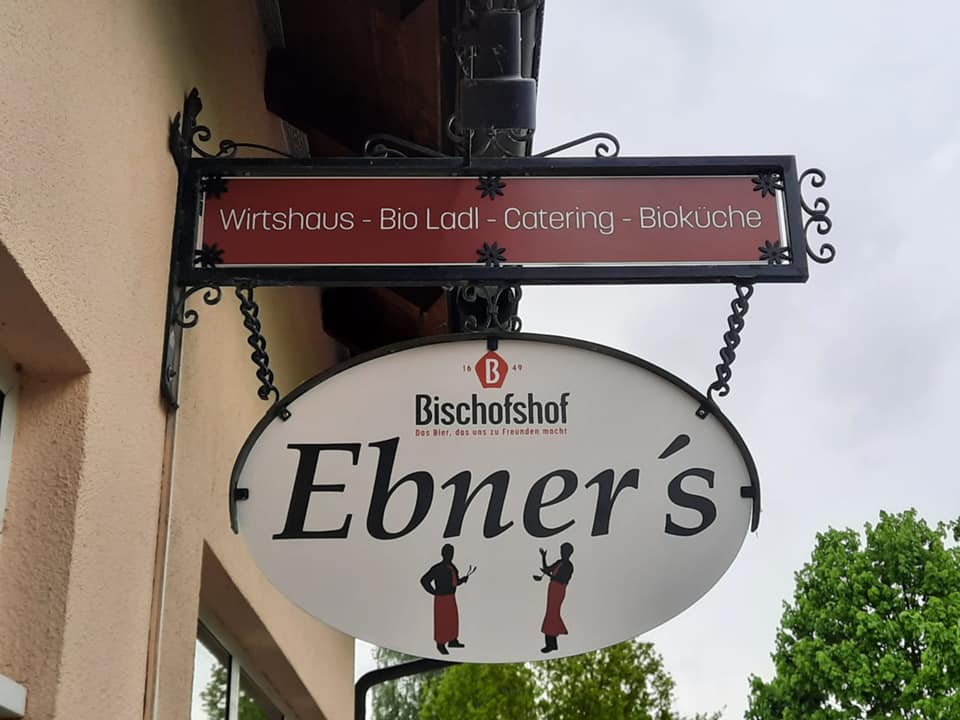 Wirtshaus - Bio Ladl - Catering - Bioküche
16 B 49
Bischofshof
Das Bier, das uns zu Freunden macht
Ebner´s